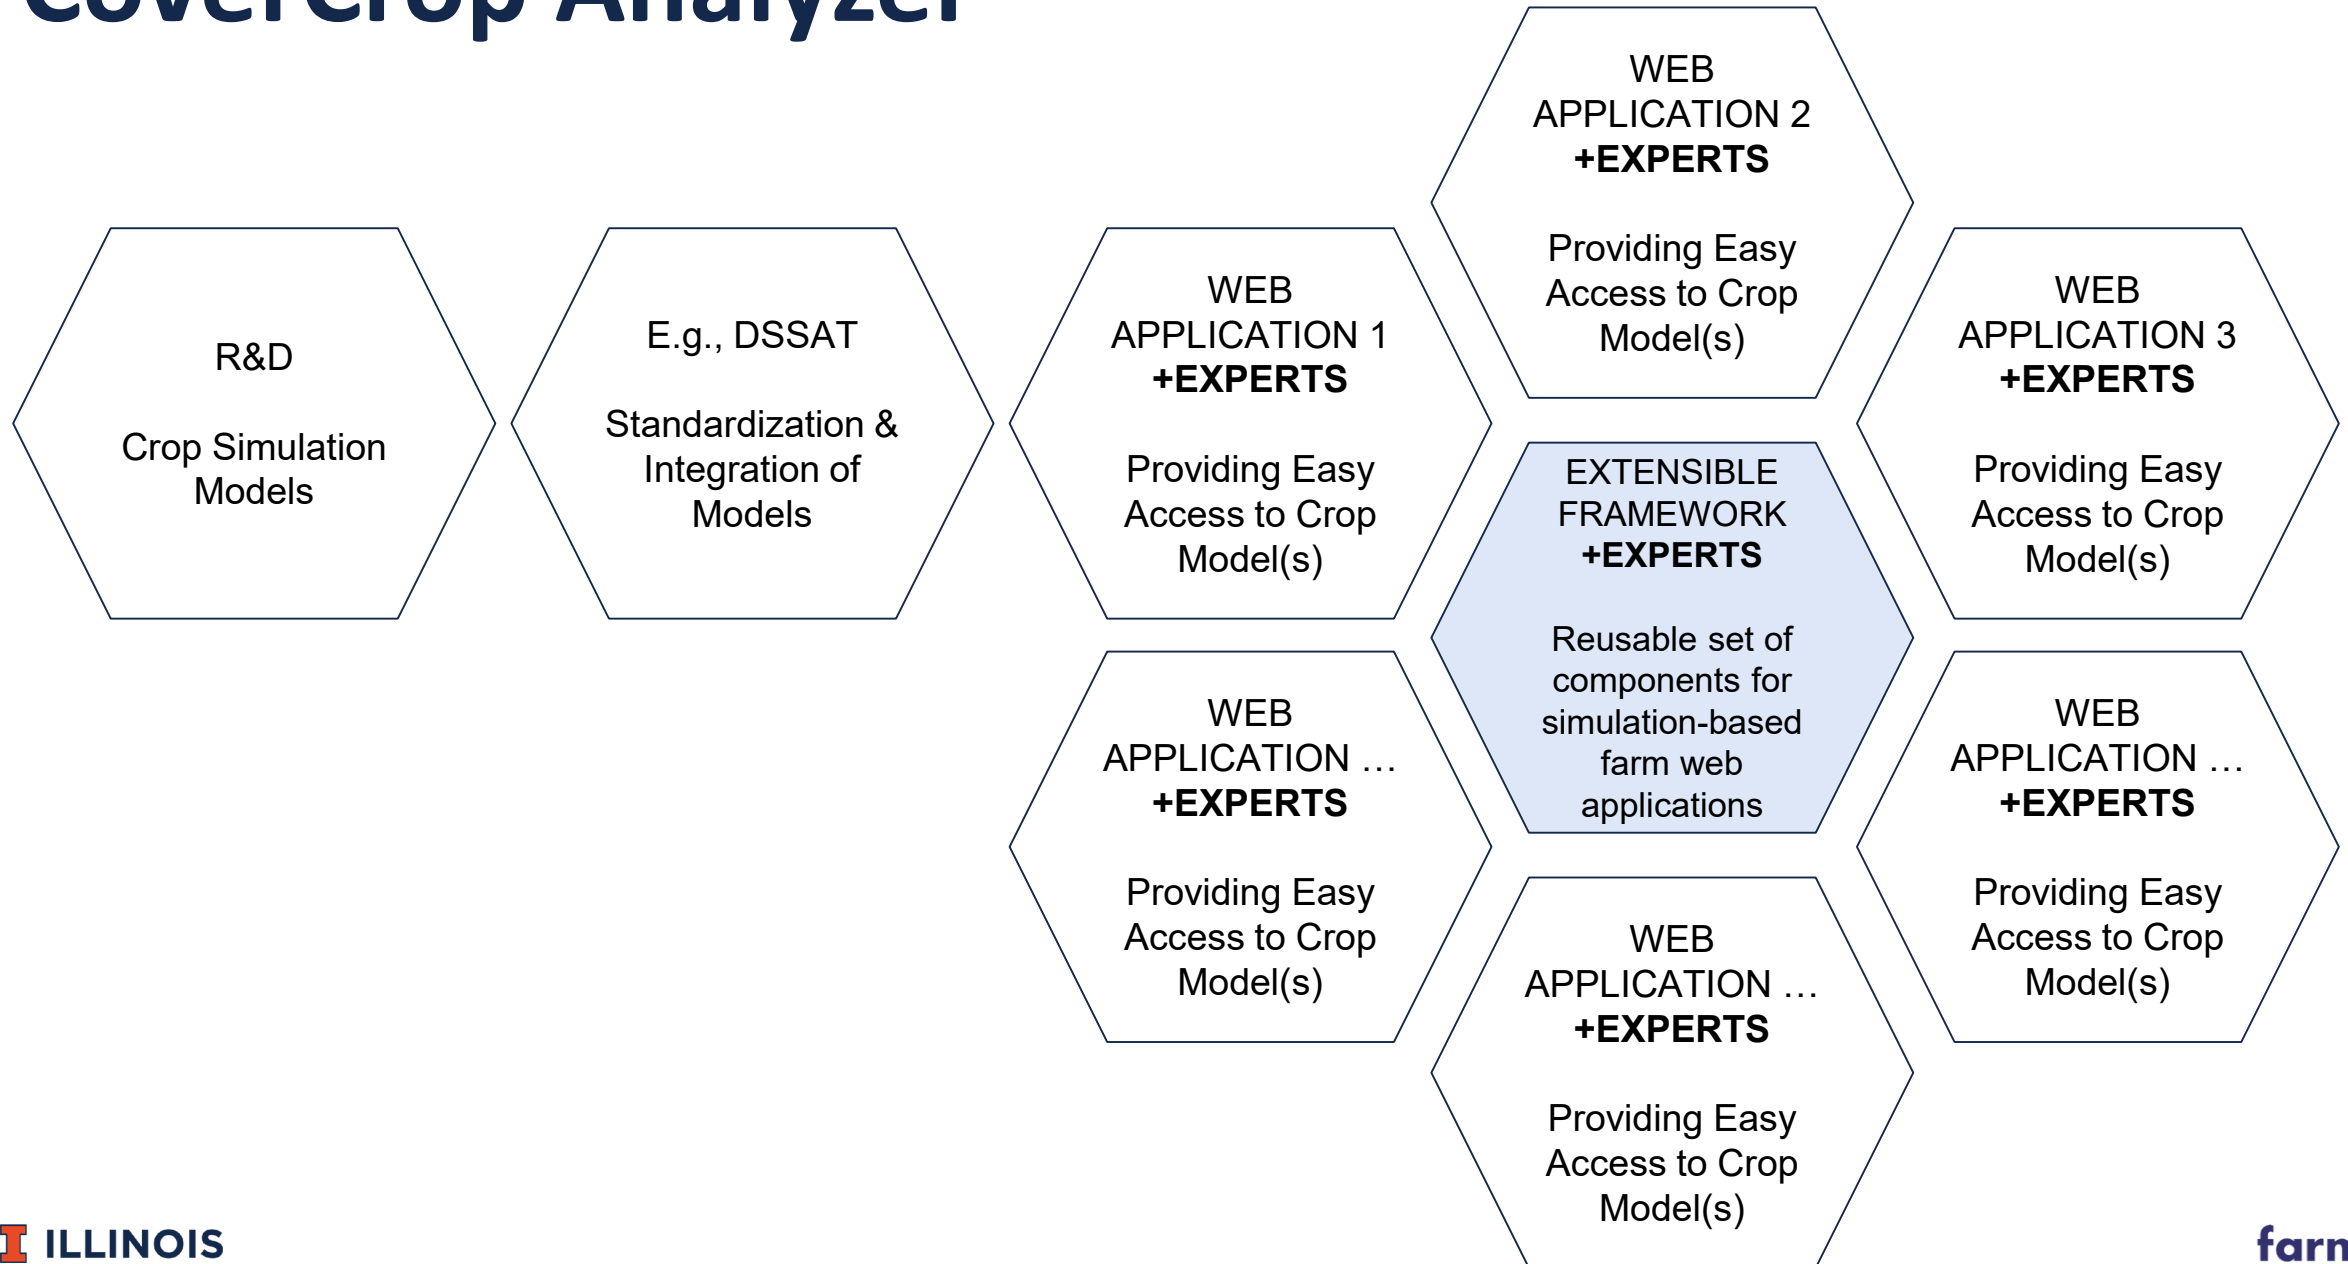 CoverCrop Analyzer
WEB
APPLICATION 2
+EXPERTS
Providing Easy
Access to Crop
Model(s)
R&D
Crop Simulation
Models
E.g., DSSAT
Standardization &
Integration of
Models
WEB
APPLICATION 1
+EXPERTS
Providing Easy
Access to Crop
Model(s)
WEB
APPLICATION 3
+EXPERTS
Providing Easy
Access to Crop
Model(s)
EXTENSIBLE
FRAMEWORK
+EXPERTS
Reusable set of
components for
simulation-based
farm web
applications
WEB
APPLICATION …
+EXPERTS
Providing Easy
Access to Crop
Model(s)
WEB
APPLICATION …
+EXPERTS
Providing Easy
Access to Crop
Model(s)
WEB
APPLICATION …
+EXPERTS
Providing Easy
Access to Crop
Model(s)
I ILLINOIS